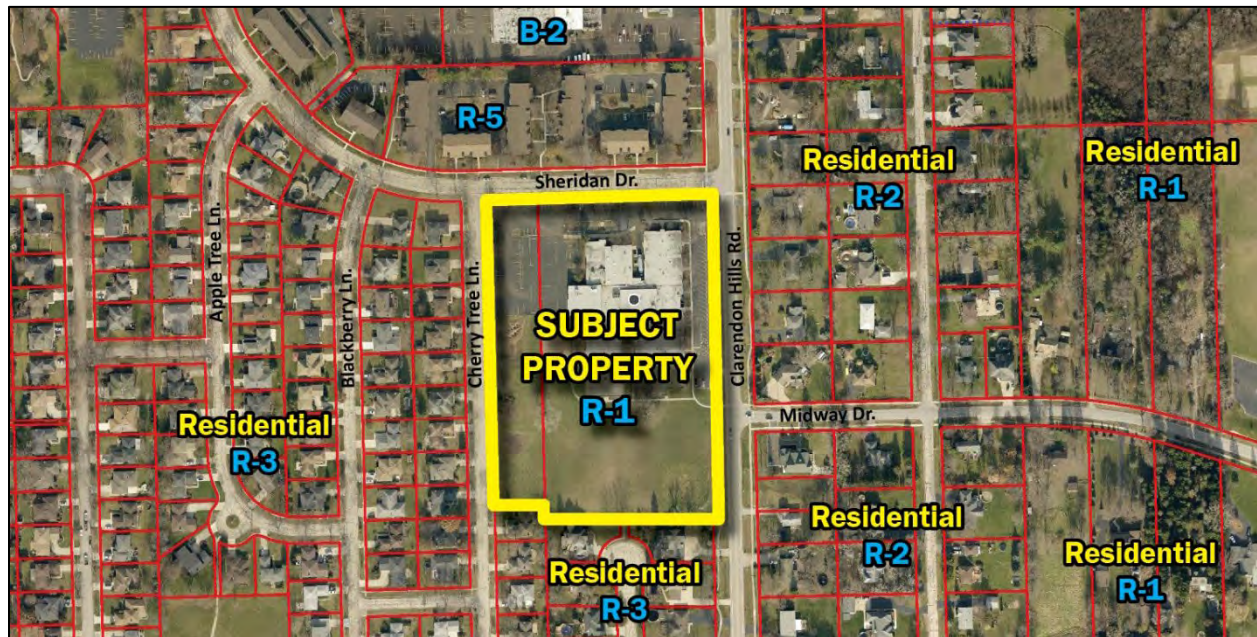 B-2
R-5
Residential
R-2
Residential
R-1
Sheridan Dr.
Apple Tree Ln.
Blackberry Ln.
Cherry Tree Ln.
Clarendon Hills Rd.
SUBJECT
PROPERTY
R-1
Midway Dr.
Residential
R-3
Residential
R-2
Residential
R-3
Residential
R-1